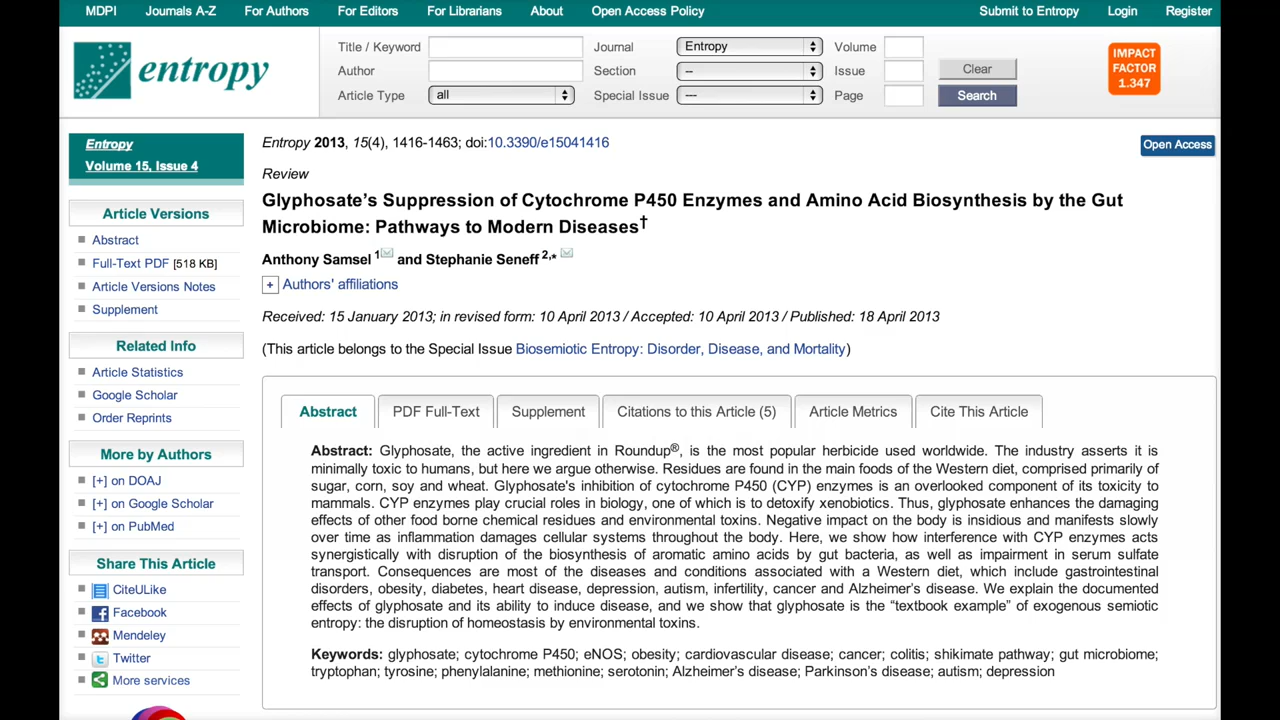 MDPI Journals A-Z For Authors For Editors For Librarians About Open Access Policy Submit to Entropy Login Register
entropy
Title / Keyword Journal Entropy Volume
Author Section -- Issue Clear
Article Type all Special Issue --- Page Search
IMPACT
FACTOR
1.347
Entropy
Volume 15, Issue 4
Article Versions
Abstract
Full-Text PDF [518 KB]
Article Versions Notes
Supplement
Related Info
Article Statistics
Google Scholar
Order Reprints
More by Authors
[+] on DOAJ
[+] on Google Scholar
[+] on PubMed
Share This Article
CiteULike
Facebook
Mendeley
Twitter
More services
Entropy 2013, 15(4), 1416-1463; doi:10.3390/e15041416
Open Access
Review
Glyphosate’s Suppression of Cytochrome P450 Enzymes and Amino Acid Biosynthesis by the Gut
Microbiome: Pathways to Modern Diseases†
Anthony Samsel 1 and Stephanie Seneff 2,*
+ Authors' affiliations
Received: 15 January 2013; in revised form: 10 April 2013 / Accepted: 10 April 2013 / Published: 18 April 2013
(This article belongs to the Special Issue Biosemiotic Entropy: Disorder, Disease, and Mortality)
Abstract PDF Full-Text Supplement Citations to this Article (5) Article Metrics Cite This Article
Abstract: Glyphosate, the active ingredient in Roundup®, is the most popular herbicide used worldwide. The industry asserts it is
minimally toxic to humans, but here we argue otherwise. Residues are found in the main foods of the Western diet, comprised primarily of
sugar, corn, soy and wheat. Glyphosate's inhibition of cytochrome P450 (CYP) enzymes is an overlooked component of its toxicity to
mammals. CYP enzymes play crucial roles in biology, one of which is to detoxify xenobiotics. Thus, glyphosate enhances the damaging
effects of other food borne chemical residues and environmental toxins. Negative impact on the body is insidious and manifests slowly
over time as inflammation damages cellular systems throughout the body. Here, we show how interference with CYP enzymes acts
synergistically with disruption of the biosynthesis of aromatic amino acids by gut bacteria, as well as impairment in serum sulfate
transport. Consequences are most of the diseases and conditions associated with a Western diet, which include gastrointestinal
disorders, obesity, diabetes, heart disease, depression, autism, infertility, cancer and Alzheimer’s disease. We explain the documented
effects of glyphosate and its ability to induce disease, and we show that glyphosate is the “textbook example” of exogenous semiotic
entropy: the disruption of homeostasis by environmental toxins.
Keywords: glyphosate; cytochrome P450; eNOS; obesity; cardiovascular disease; cancer; colitis; shikimate pathway; gut microbiome;
tryptophan; tyrosine; phenylalanine; methionine; serotonin; Alzheimer’s disease; Parkinson’s disease; autism; depression